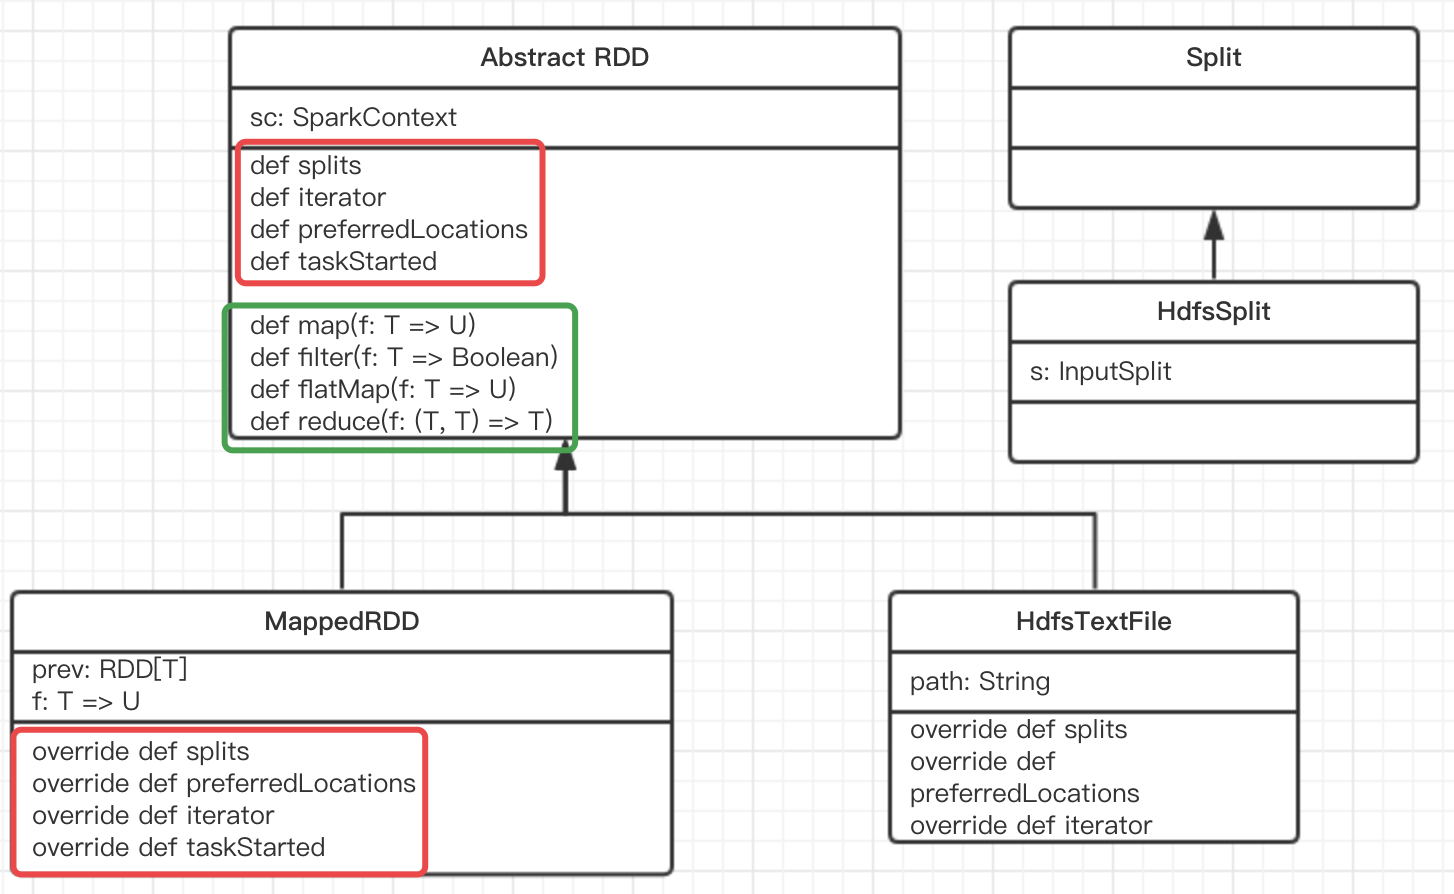 Abstract RDD
sc: SparkContext
def splits
def iterator
def preferredLocations
def taskStarted
def map(f: T => U)
def filter(f: T => Boolean)
def flatMap(f: T => U)
def reduce(f: (T, T) => T)
Split
HdfsSplit
s: InputSplit
MappedRDD
prev: RDD[T]
f: T => U
override def splits
override def preferredLocations
override def iterator
override def taskStarted
HdfsTextFile
path: String
override def splits
override def
preferredLocations
override def iterator